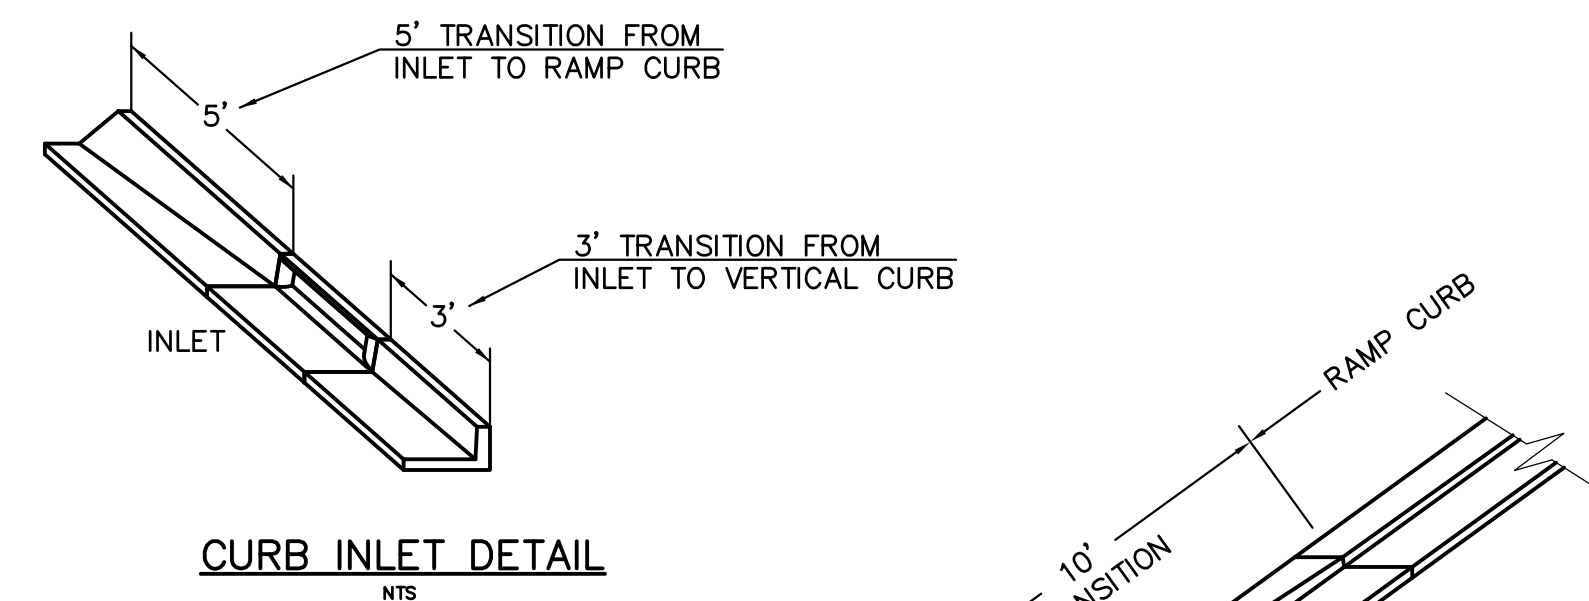 5' TRANSITION FROM
INLET TO RAMP CURB
5'
3' TRANSITION FROM
INLET TO VERTICAL CURB
3'
INLET
RAMP CURB
10'
CURB INLET DETAIL
NTS